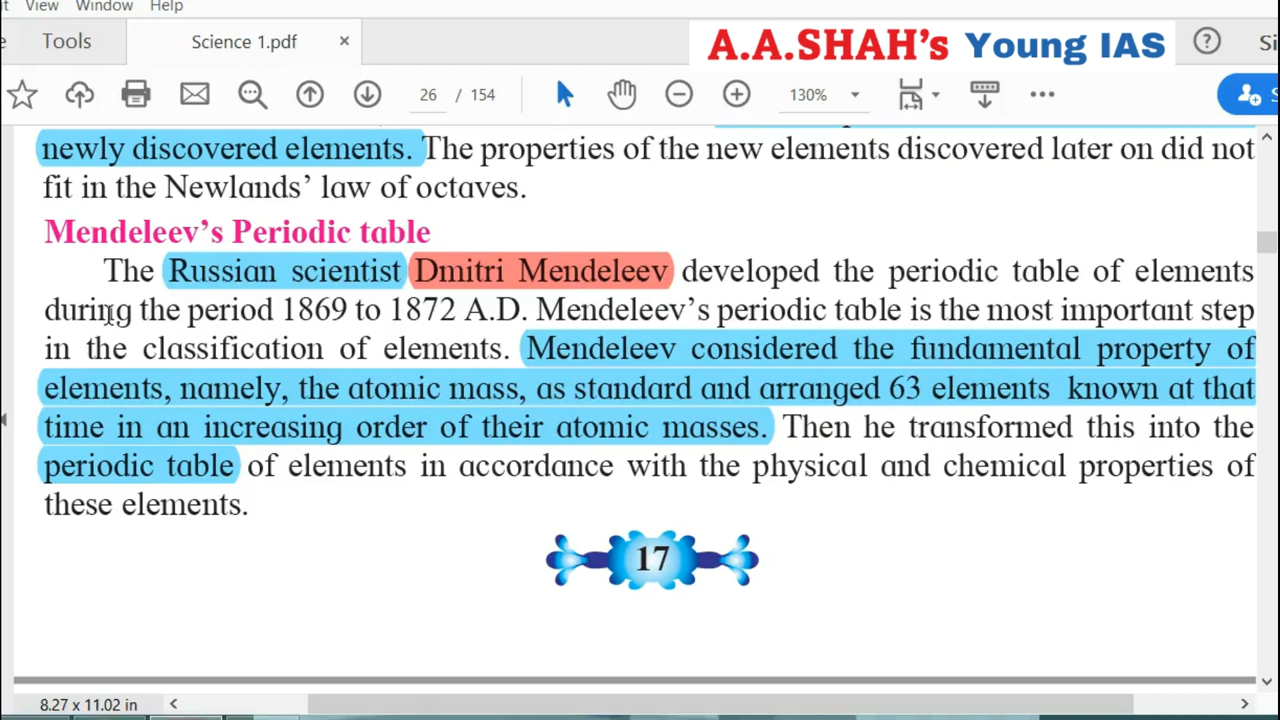 View Window Help
Tools Science 1.pdf × A.A.SHAH's Young IAS ?
26 / 154 130%
newly discovered elements. The properties of the new elements discovered later on did not
fit in the Newlands' law of octaves.
Mendeleev's Periodic table
The Russian scientist Dmitri Mendeleev developed the periodic table of elements
during the period 1869 to 1872 A.D. Mendeleev's periodic table is the most important step
in the classification of elements. Mendeleev considered the fundamental property of
elements, namely, the atomic mass, as standard and arranged 63 elements known at that
time in an increasing order of their atomic masses. Then he transformed this into the
periodic table of elements in accordance with the physical and chemical properties of
these elements.
17
8.27 x 11.02 in